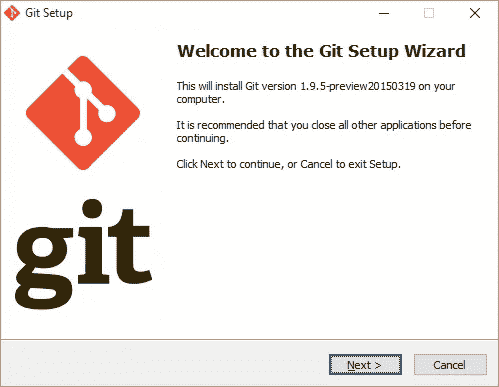 Git Setup
Welcome to the Git Setup Wizard
This will install Git version 1.9.5-preview20150319 on your
computer.
It is recommended that you close all other applications before
continuing.
Click Next to continue, or Cancel to exit Setup.
git
Next >
Cancel